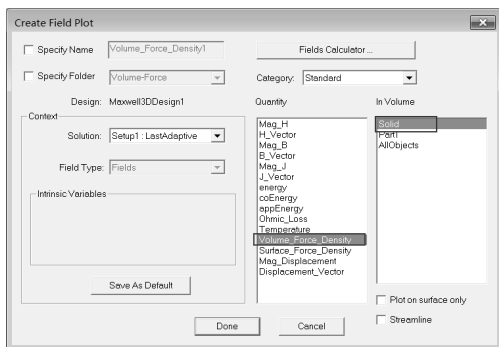 Create Field Plot
Specify Name
Volume_Force_Density1
Fields Calculator ...
Specify Folder
Volume-Force
Category:
Standard
Design:
Maxwell3DDesign1
Quantity
In Volume
Context
Solution:
Setup1 : LastAdaptive
Field Type:
Fields
Intrinsic Variables
Save As Default
Mag_H
H_Vector
Mag_B
B_Vector
Mag_J
J_Vector
energy
coEnergy
appEnergy
Ohmic_Loss
Temperature
Volume_Force_Density
Surface_Force_Density
Mag_Displacement
Displacement_Vector
Solid
Part1
AllObjects
Plot on surface only
Streamline
Done
Cancel